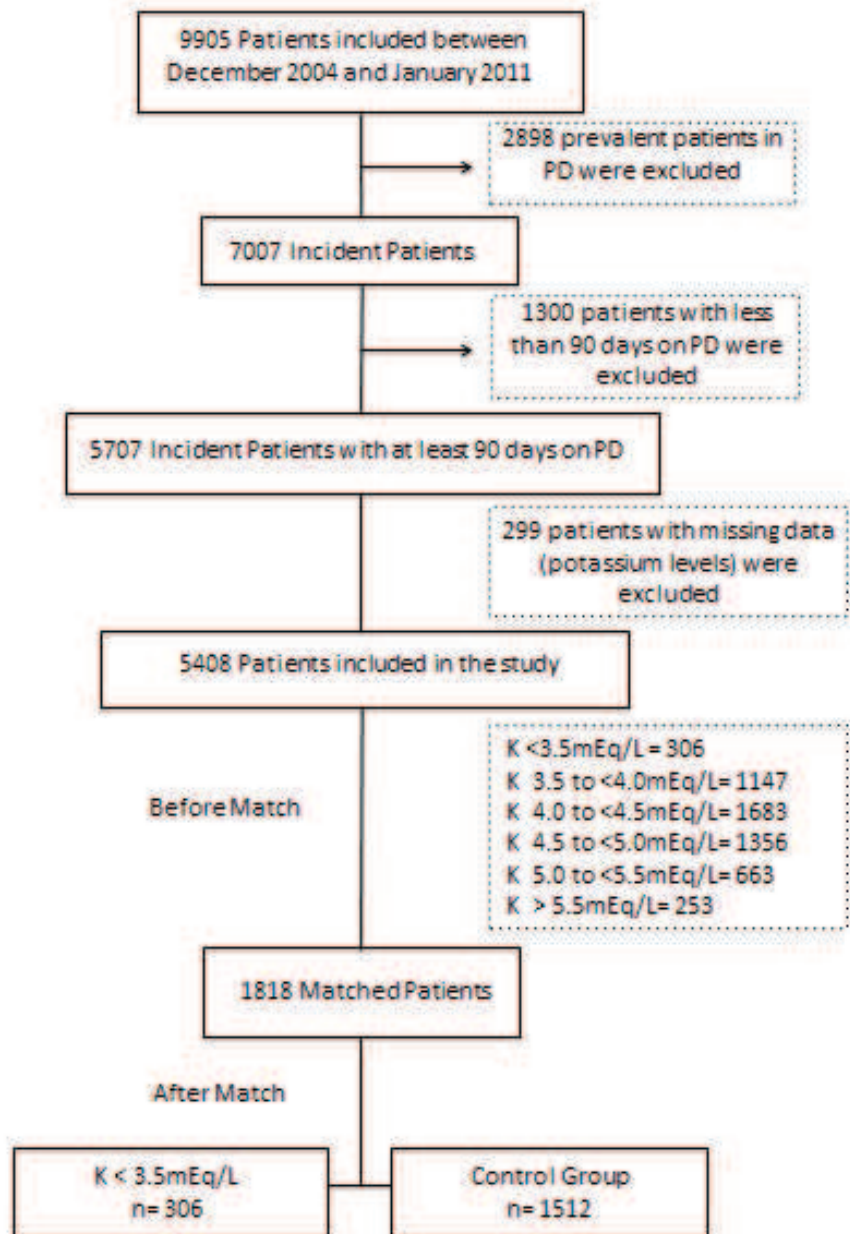 9905 Patients included between
December 2004 and January 2011
2898 prevalent patients in
PD were excluded
7007 Incident Patients
1300 patients with less
than 90 days on PD were
excluded
5707 Incident Patients with at least 90 days on PD
299 patients with missing data
(potassium levels) were
excluded
5408 Patients included in the study
K <3.5mEq/L= 306
K 3.5 to <4.0mEq/L= 1147
K 4.0 to <4.5mEq/L= 1683
K 4.5 to <5.0mEq/L= 1356
K 5.0 to <5.5mEq/L= 663
K > 5.5mEq/L= 253
Before Match
1818 Matched Patients
After Match
K < 3.5mEq/L
n= 306
Control Group
n= 1512